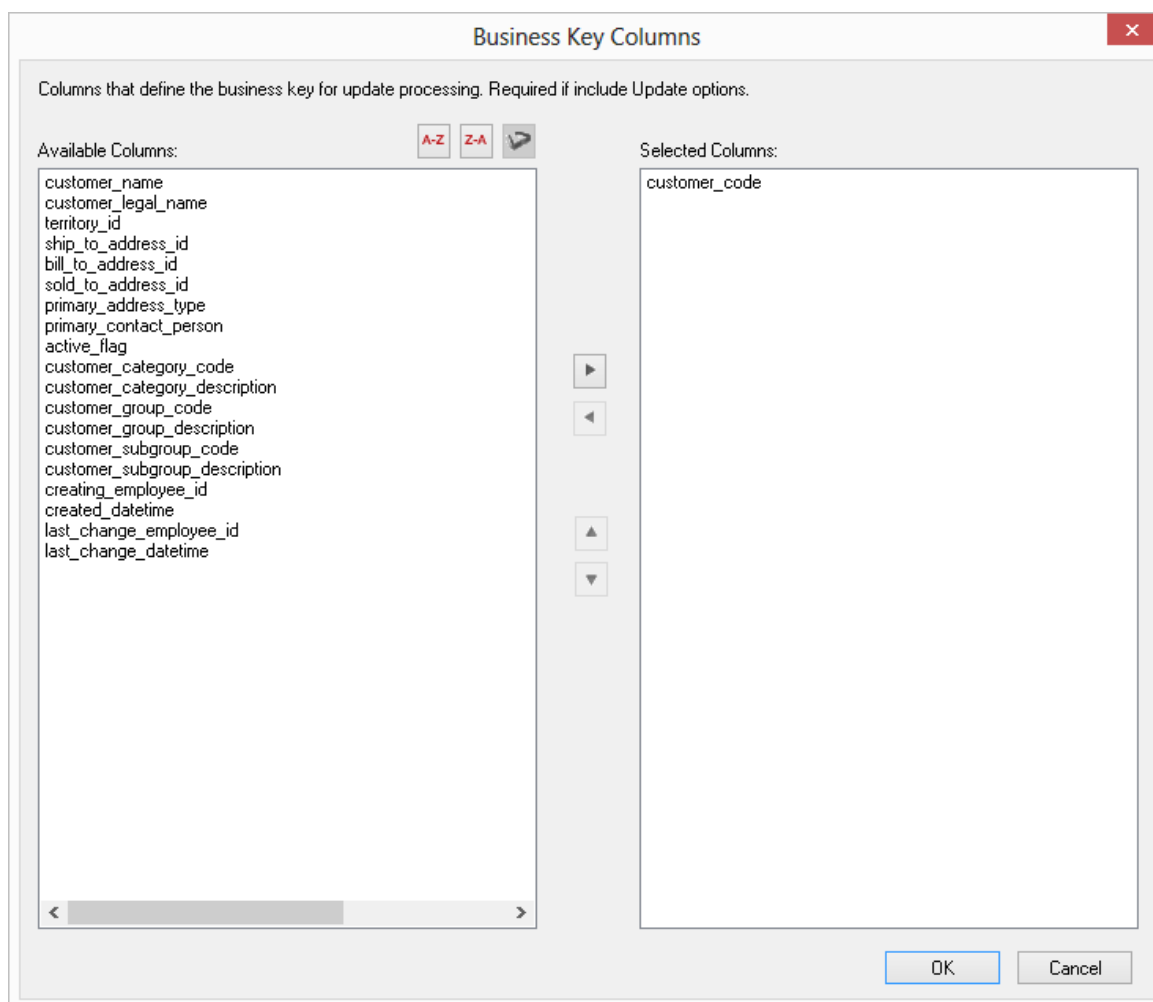 Business Key Columns
Columns that define the business key for update processing. Required if include Update options.
Available Columns:
A-Z
Z-A
Selected Columns:
customer_name
customer_legal_name
territory_id
ship_to_address_id
bill_to_address_id
sold_to_address_id
primary_address_type
primary_contact_person
active_flag
customer_category_code
customer_category_description
customer_group_code
customer_group_description
customer_subgroup_code
customer_subgroup_description
creating_employee_id
created_datetime
last_change_employee_id
last_change_datetime
customer_code
OK
Cancel